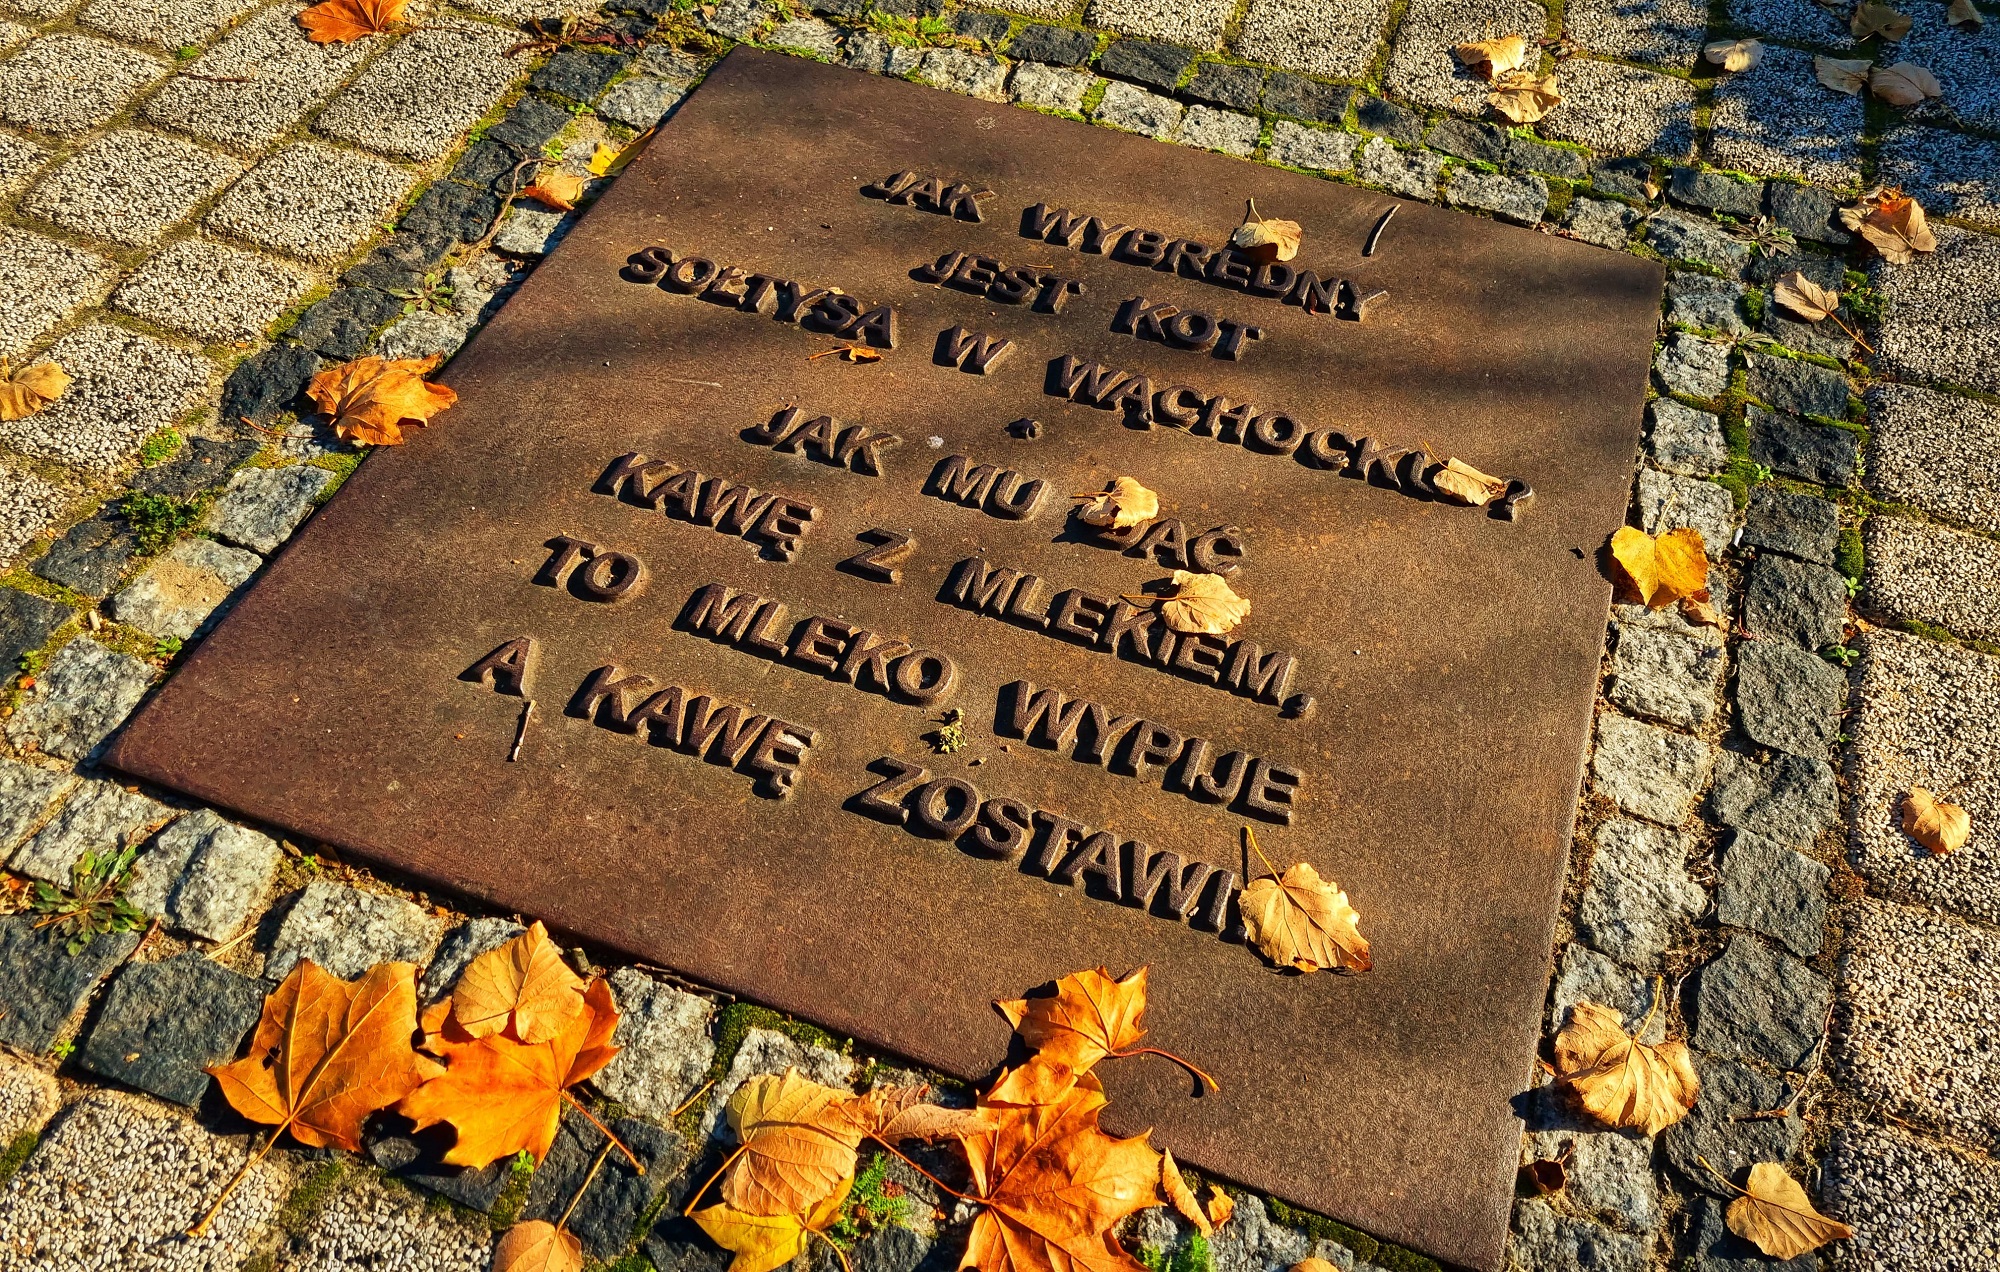 JAK WYBREDNY
JEST KOT
SOŁTYSA W WĄCHOCKU ?
JAK MU DAĆ
KAWĘ Z MLEKIEM,
TO MLEKO WYPIJE
A KAWĘ ZOSTAWI.